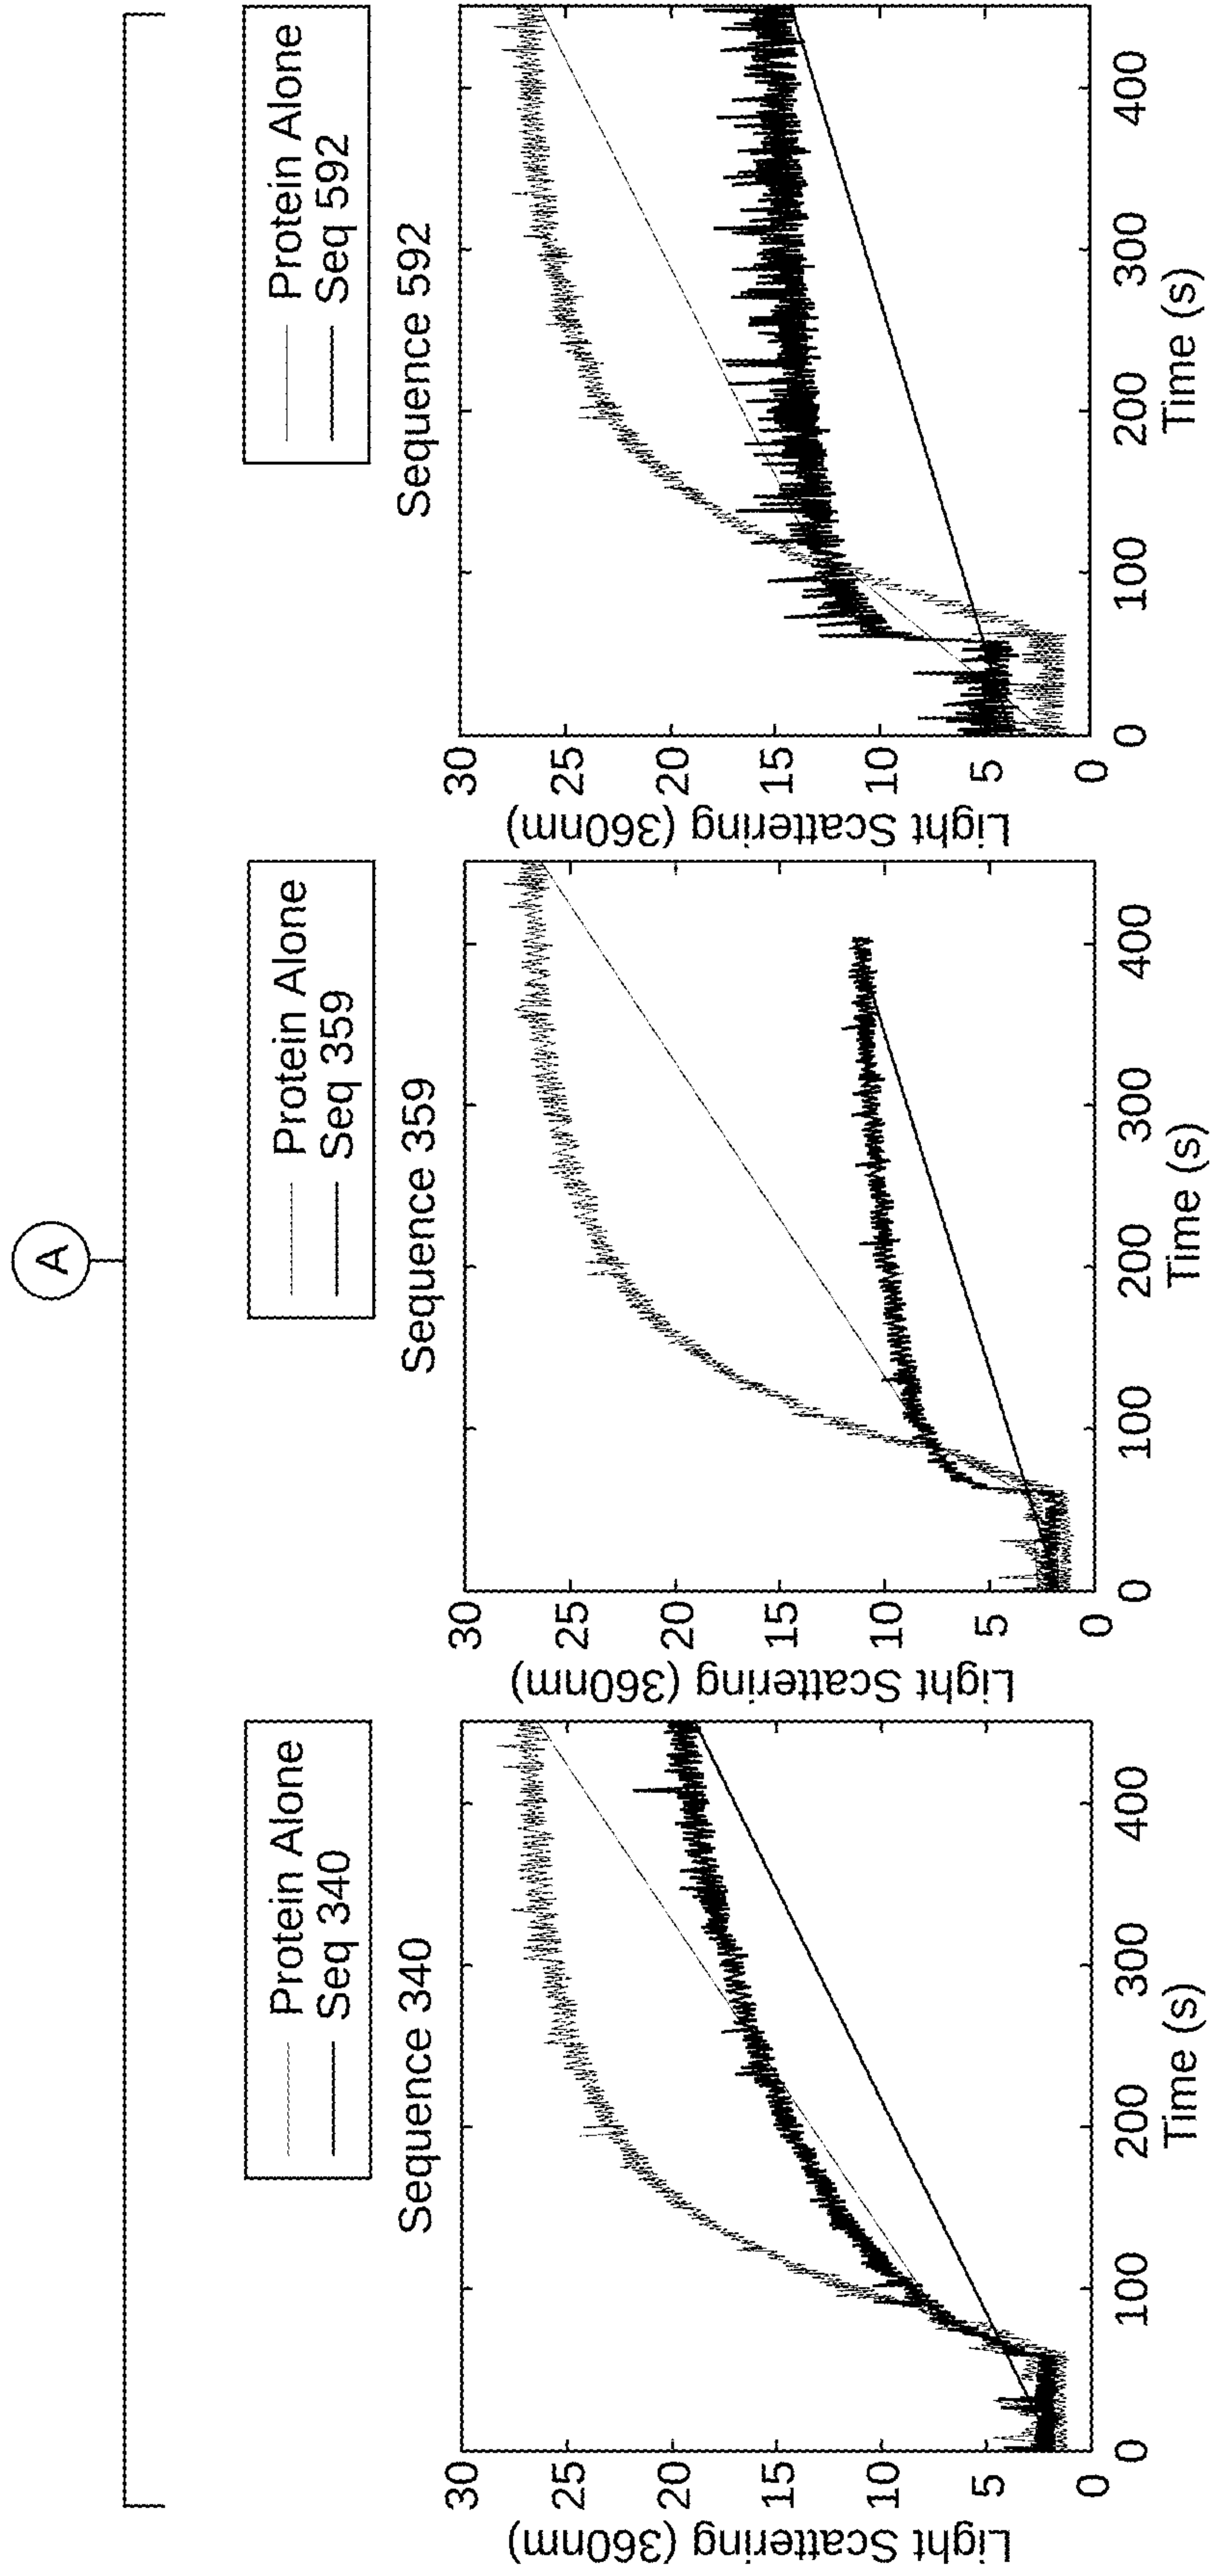 A
Protein Alone
Seq 340
Sequence 340
30
25
20
15
10
5
0
Light Scattering (360nm)
0 100 200 300 400
Time (s)
Protein Alone
Seq 359
Sequence 359
30
25
20
15
10
5
0
Light Scattering (360nm)
0 100 200 300 400
Time (s)
Protein Alone
Seq 592
Sequence 592
30
25
20
15
10
5
0
Light Scattering (360nm)
0 100 200 300 400
Time (s)